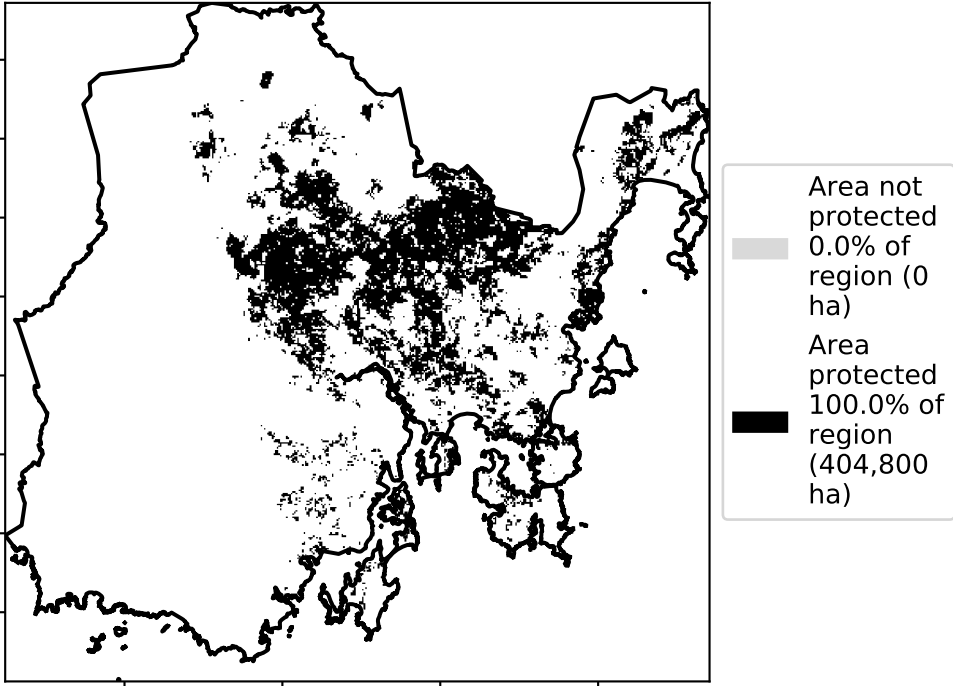 Area not
protected
0.0% of
region (0
ha)
Area
protected
100.0% of
region
(404,800
ha)